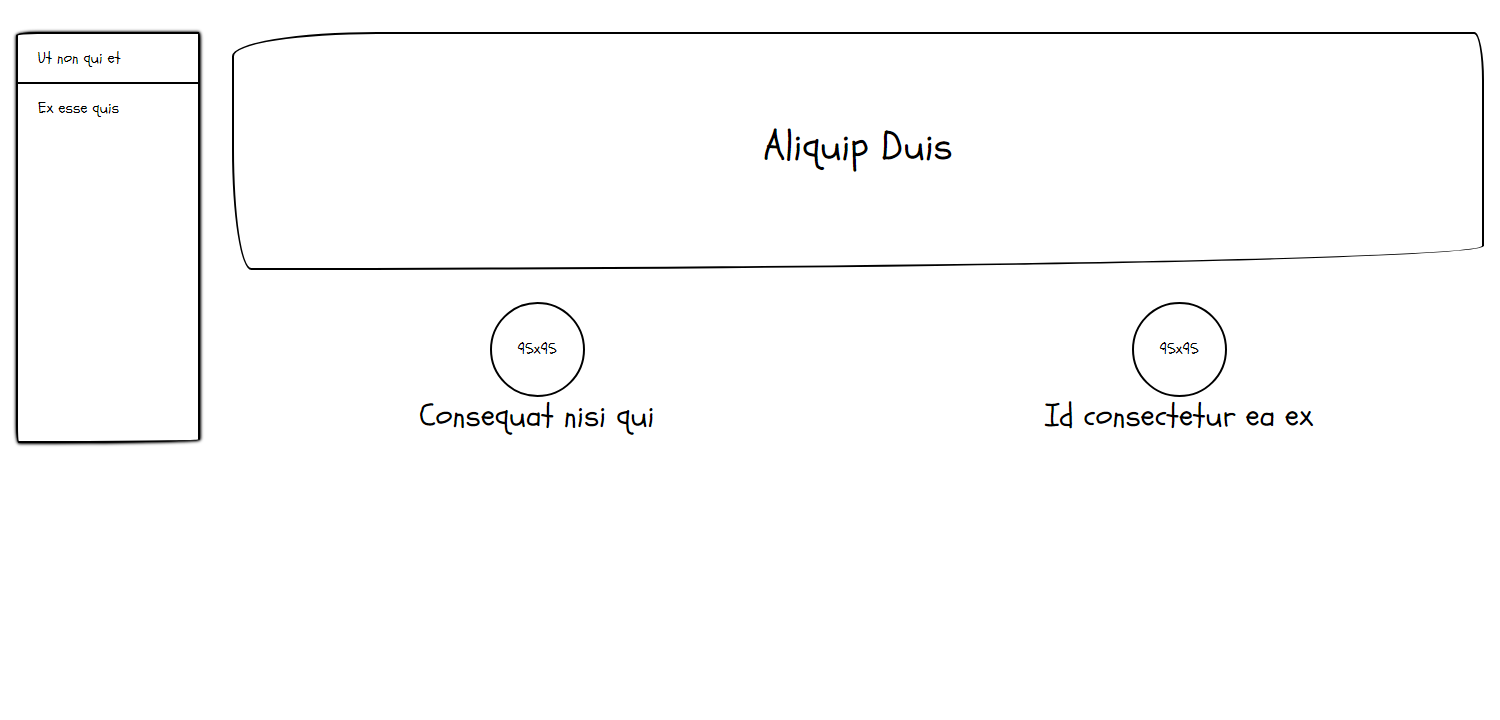 Ut non qui et
Ex esse quis
Aliquip Duis
95x95
Consequat nisi qui
95x95
Id consectetur ea ex